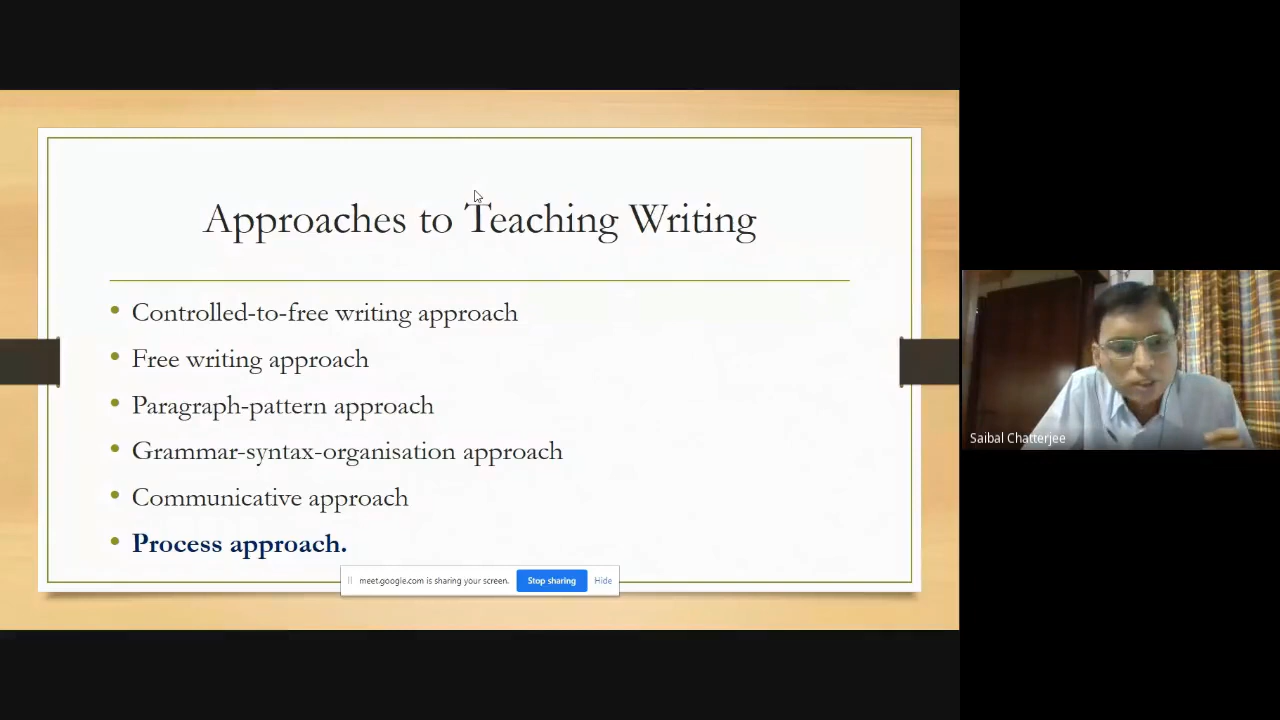 Approaches to Teaching Writing
• Controlled-to-free writing approach
• Free writing approach
• Paragraph-pattern approach
• Grammar-syntax-organisation approach
• Communicative approach
• Process approach.
meet.google.com is sharing your screen. Stop sharing Hide
Saibal Chatterjee